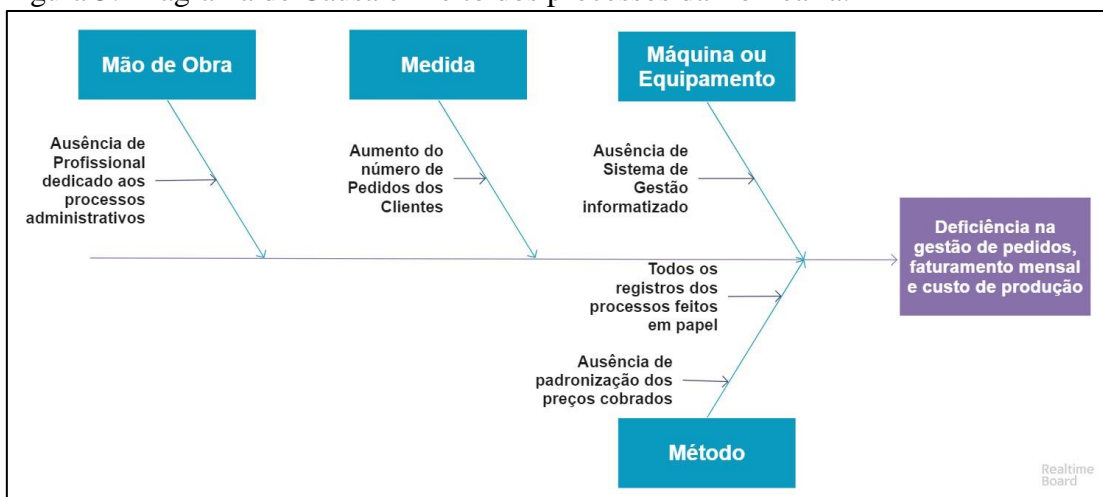 Mão de Obra
Medida
Máquina ou
Equipamento
Ausência de
Profissional
dedicado aos
processos
administrativos
Aumento do
número de
Pedidos dos
Clientes
Ausência de
Sistema de
Gestão
informatizado
Deficiência na
gestão de pedidos,
faturamento mensal
e custo de produção
Todos os
registros dos
processos feitos
em papel
Ausência de
padronização dos
preços cobrados
Método
Realtime
Board